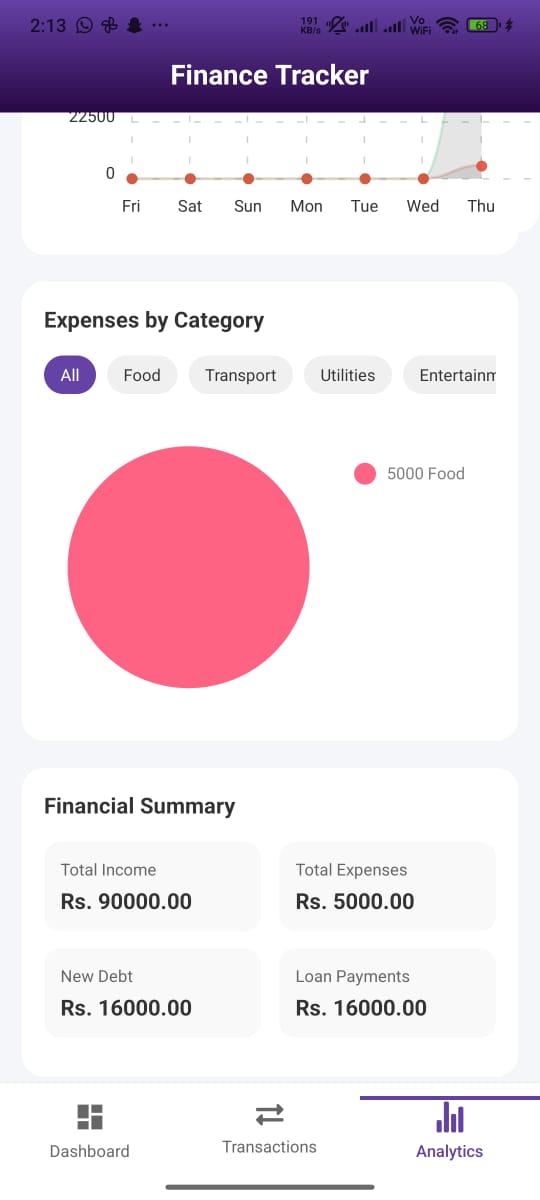 2:13 191 KB/s Vo WiFi 68
Finance Tracker
22500
0
Fri Sat Sun Mon Tue Wed Thu
Expenses by Category
All Food Transport Utilities Entertainm
5000 Food
Financial Summary
Total Income Total Expenses
Rs. 90000.00 Rs. 5000.00
New Debt Loan Payments
Rs. 16000.00 Rs. 16000.00
Dashboard Transactions Analytics